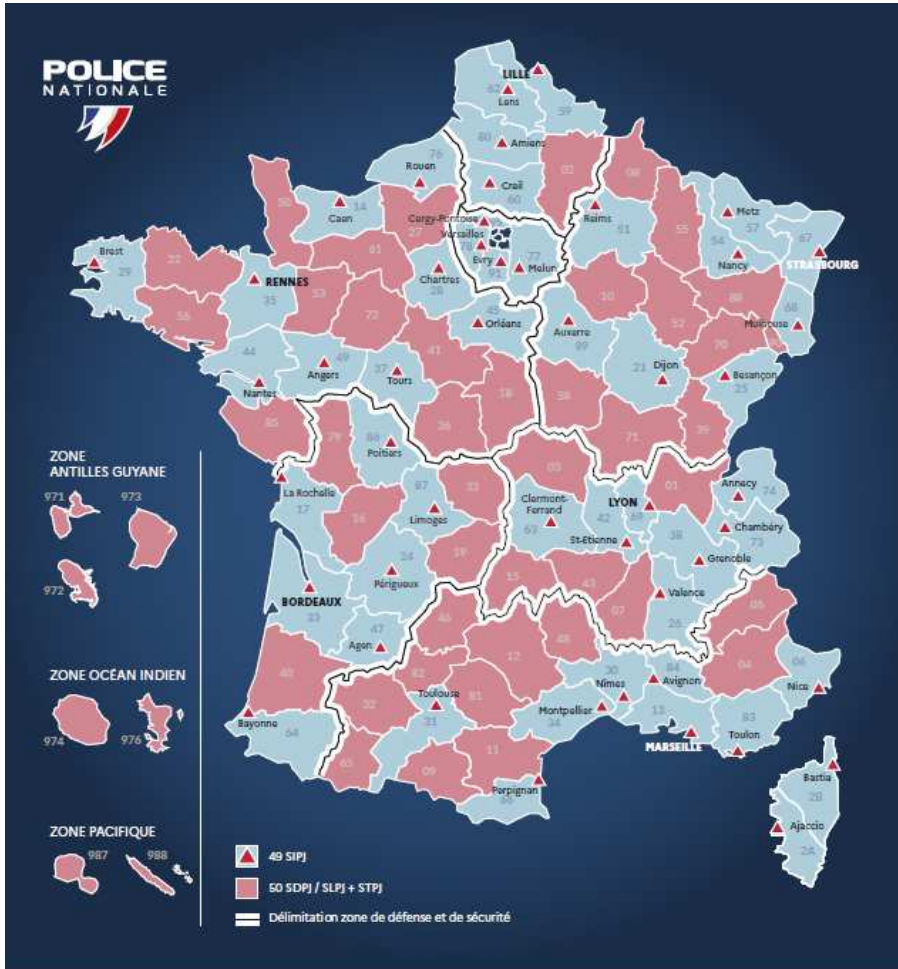 POLICE
NATIONALE
LILLE
62
Lens
59
80
Amiens
76
Rouen
02
08
Creil
60
50
Caen
14
27
Cergy-Pontoise
95
Versailles
78
Reims
51
55
Metz
57
54
Nancy
67
STRASBOURG
Brest
29
22
61
Evry
91
77
Melun
RENNES
35
53
Chartres
28
10
88
68
Mulhouse
56
72
45
Orléans
Auxerre
89
52
70
90
44
49
Angers
41
37
Tours
21
Dijon
Besançon
25
Nantes
18
58
36
71
39
85
79
86
Poitiers
03
ZONE
ANTILLES GUYANE
971
973
972
La Rochelle
17
87
Limoges
23
Clermont-
Ferrand
63
42
LYON
69
01
Annecy
74
St-Etienne
Chambéry
73
16
38
Grenoble
24
Périgueux
19
15
43
Valence
26
BORDEAUX
33
07
05
47
Agen
46
48
04
ZONE OCÉAN INDIEN
974
976
40
82
12
30
Nîmes
84
Avignon
06
Nice
Toulouse
31
81
32
Bayonne
64
Montpellier
34
13
83
MARSEILLE
Toulon
65
09
11
Perpignan
66
Bastia
2B
Ajaccio
2A
ZONE PACIFIQUE
987
988
49 SIPJ
50 SDPJ / SLPJ + STPJ
Délimitation zone de défense et de sécurité